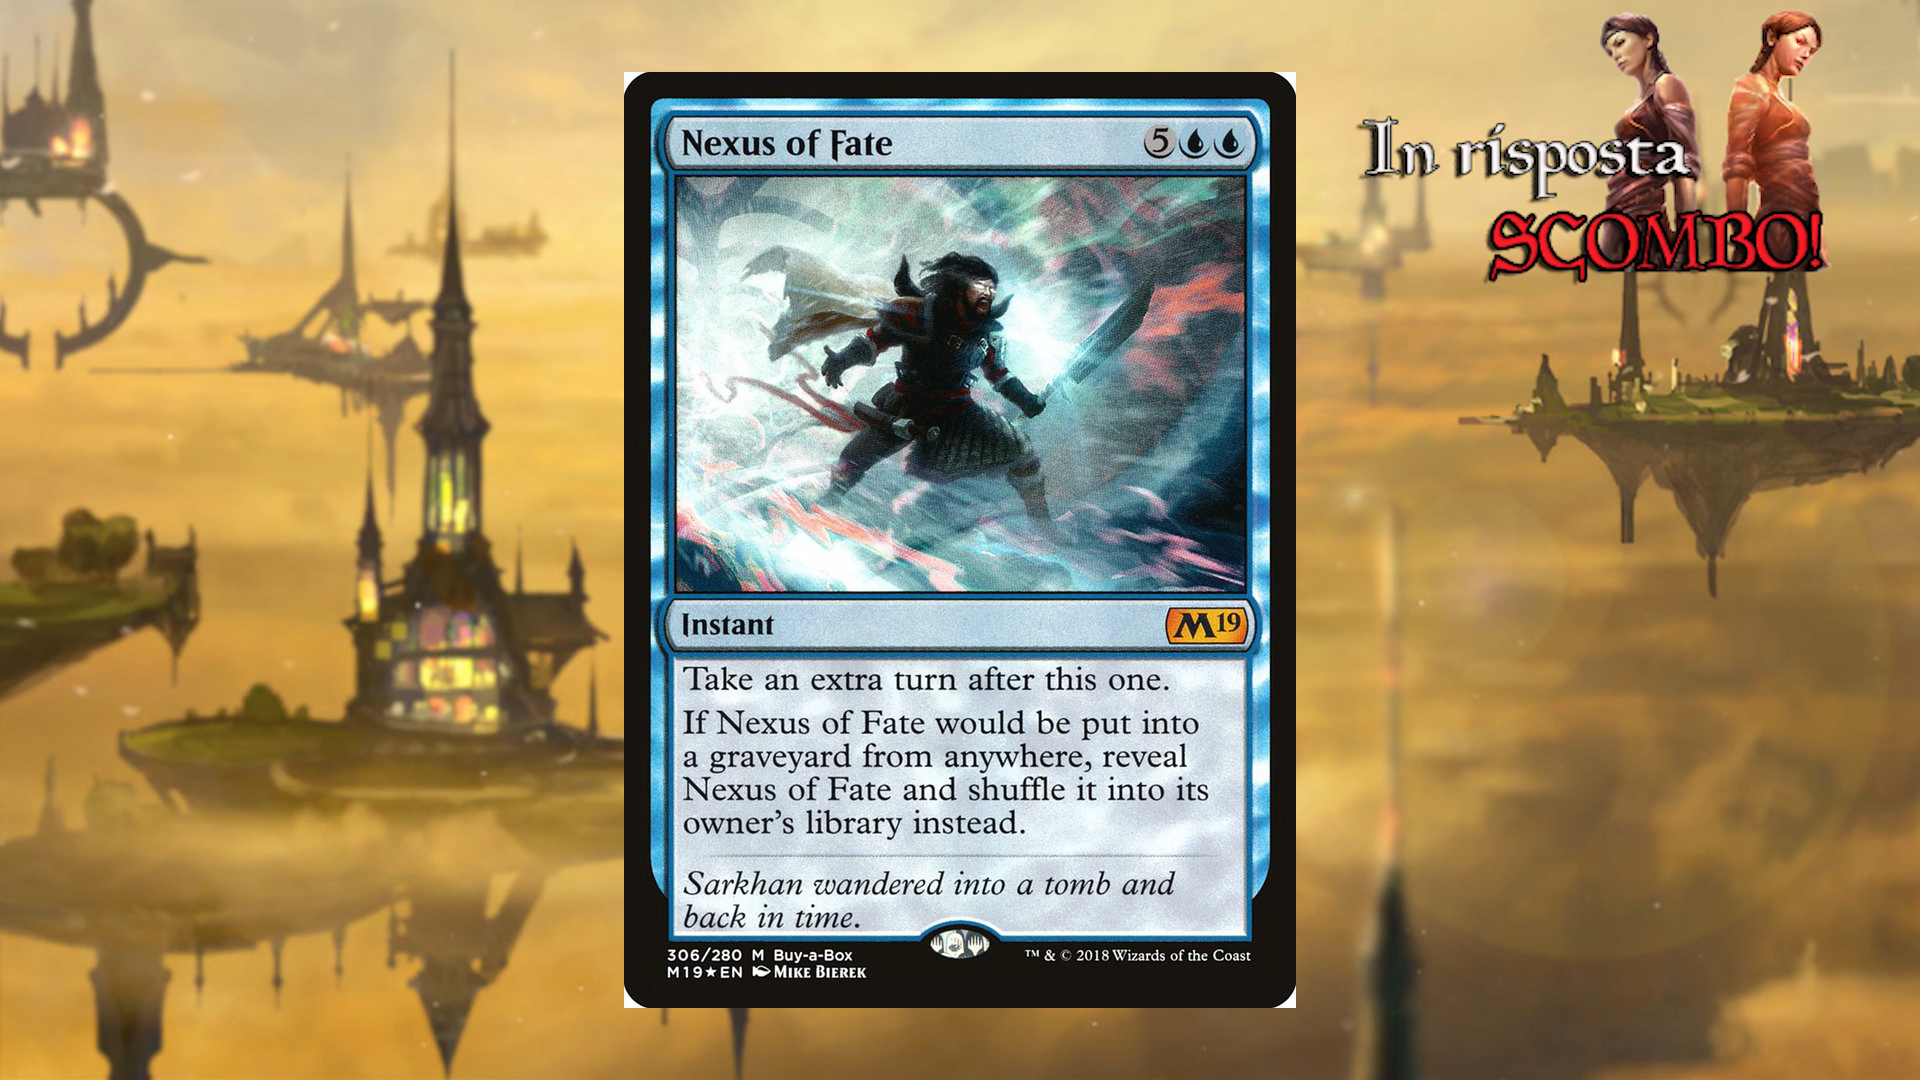 Nexus of Fate
5
In risposta
SCOMBO!
Instant
M19
Take an extra turn after this one.
If Nexus of Fate would be put into
a graveyard from anywhere, reveal
Nexus of Fate and shuffle it into its
owner's library instead.
Sarkhan wandered into a tomb and
back in time.
306/280 M Buy-a-Box
M19★EN MIKE BIEREK
™ & © 2018 Wizards of the Coast